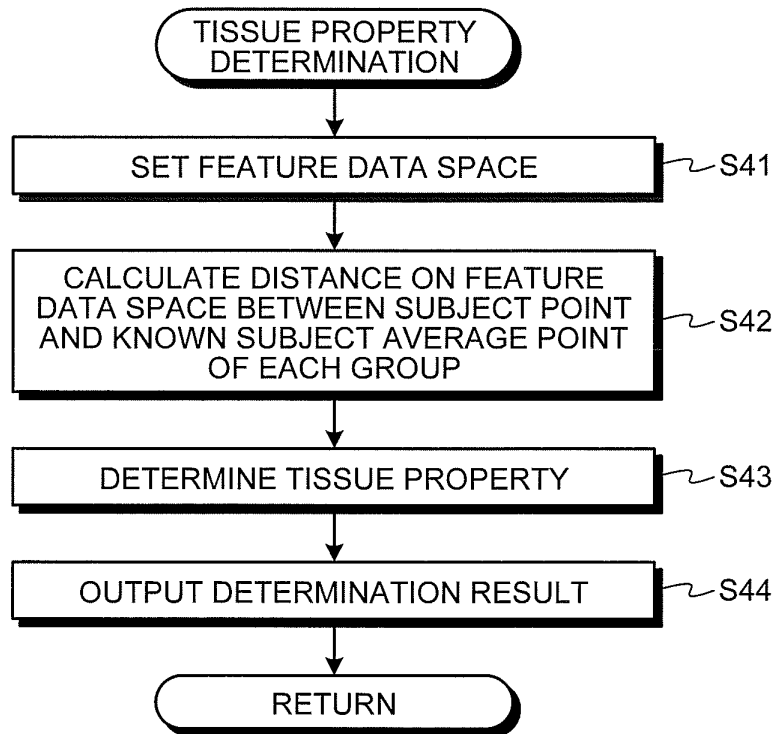 TISSUE PROPERTY
DETERMINATION
SET FEATURE DATA SPACE
S41
CALCULATE DISTANCE ON FEATURE
DATA SPACE BETWEEN SUBJECT POINT
AND KNOWN SUBJECT AVERAGE POINT
OF EACH GROUP
S42
DETERMINE TISSUE PROPERTY
S43
OUTPUT DETERMINATION RESULT
S44
RETURN